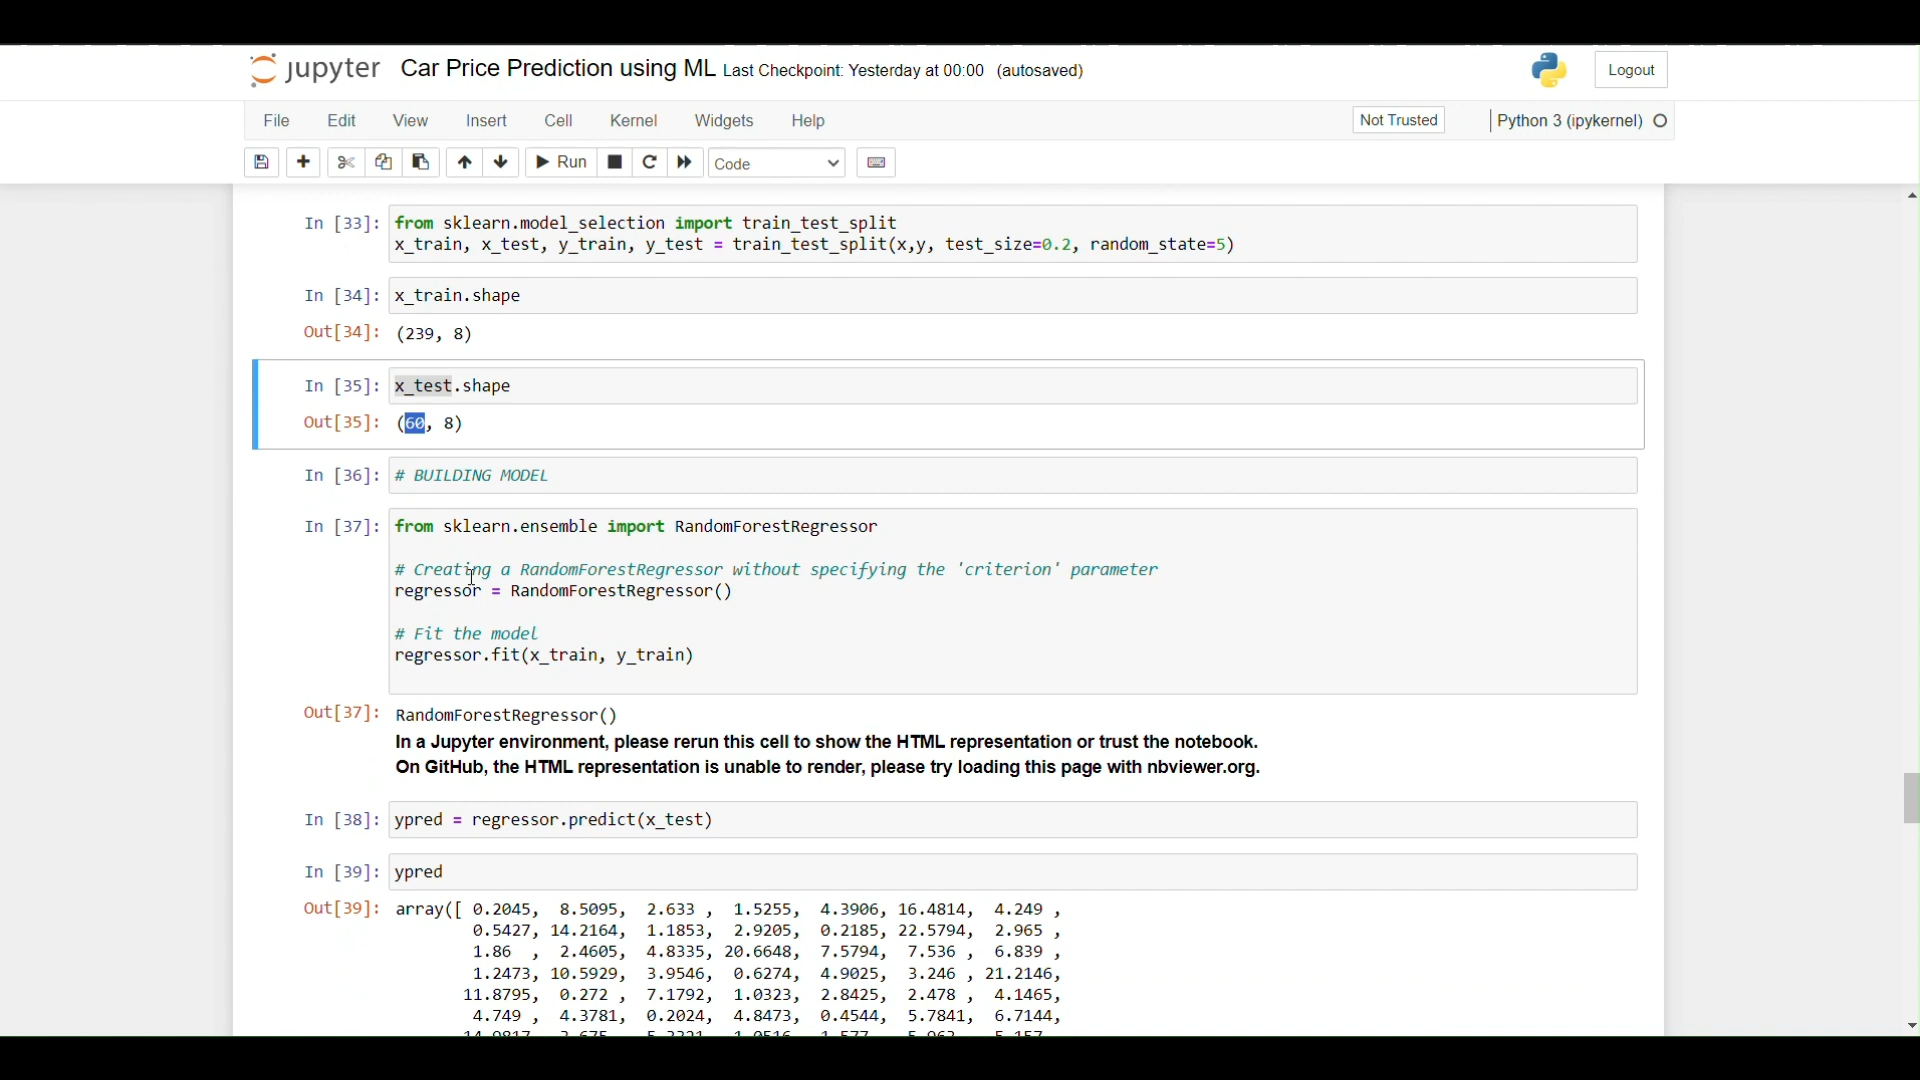 jupyter Car Price Prediction using ML Last Checkpoint: Yesterday at 00:00 (autosaved) Logout
File Edit View Insert Cell Kernel Widgets Help Not Trusted Python 3 (ipykernel)
Run Code
In [33]: from sklearn.model_selection import train_test_split
x_train, x_test, y_train, y_test = train_test_split(x,y, test_size=0.2, random_state=5)
In [34]: x_train.shape
Out[34]: (239, 8)
In [35]: x_test.shape
Out[35]: (60, 8)
In [36]: # BUILDING MODEL
In [37]: from sklearn.ensemble import RandomForestRegressor
# Creating a RandomForestRegressor without specifying the 'criterion' parameter
regressor = RandomForestRegressor()
# Fit the model
regressor.fit(x_train, y_train)
Out[37]: RandomForestRegressor()
In a Jupyter environment, please rerun this cell to show the HTML representation or trust the notebook.
On GitHub, the HTML representation is unable to render, please try loading this page with nbviewer.org.
In [38]: ypred = regressor.predict(x_test)
In [39]: ypred
Out[39]: array([ 0.2045, 8.5095, 2.633 , 1.5255, 4.3906, 16.4814, 4.249 ,
0.5427, 14.2164, 1.1853, 2.9205, 0.2185, 22.5794, 2.965 ,
1.86 , 2.4605, 4.8335, 20.6648, 7.5794, 7.536 , 6.839 ,
1.2473, 10.5929, 3.9546, 0.6274, 4.9025, 3.246 , 21.2146,
11.8795, 0.272 , 7.1792, 1.0323, 2.8425, 2.478 , 4.1465,
4.749 , 4.3781, 0.2024, 4.8473, 0.4544, 5.7841, 6.7144,